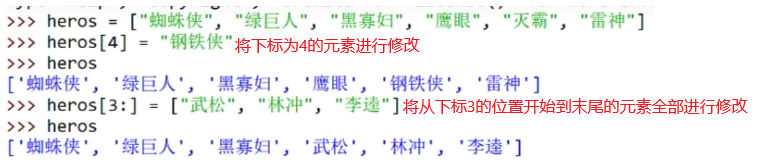 >>> heros = ["蜘蛛侠", "绿巨人", "黑寡妇", "鹰眼", "灭霸", "雷神"]
>>> heros[4] = "钢铁侠"将下标为4的元素进行修改
>>> heros
['蜘蛛侠', '绿巨人', '黑寡妇', '鹰眼', '钢铁侠', '雷神']
>>> heros[3:] = ["武松", "林冲", "李逵"]将从下标3的位置开始到末尾的元素全部进行修改
>>> heros
['蜘蛛侠', '绿巨人', '黑寡妇', '武松', '林冲', '李逵']